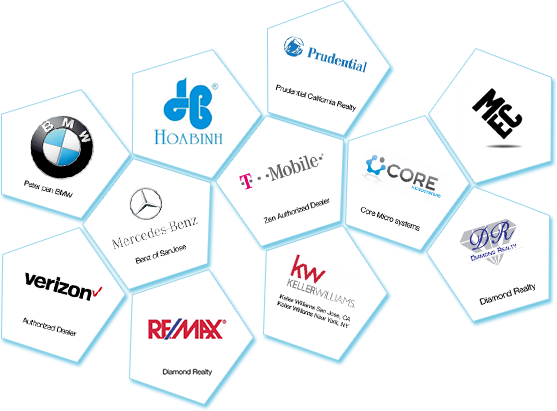 Prudential
Prudential California Realty
HOABINH
®
MEC
BMW
Peter pan BMW
T··Mobile·
Zen Authorized Dealer
CORE
Core Micro systems
Mercedes-Benz
Benz of SanJose
DR
DIAMOND REALTY
Diamond Realty
verizon
Authorized Dealer
kw
KELLERWILLIAMS.
Keller Williams San Jose, CA
Keller Williams New York, NY
RE/MAX®
Diamond Realty